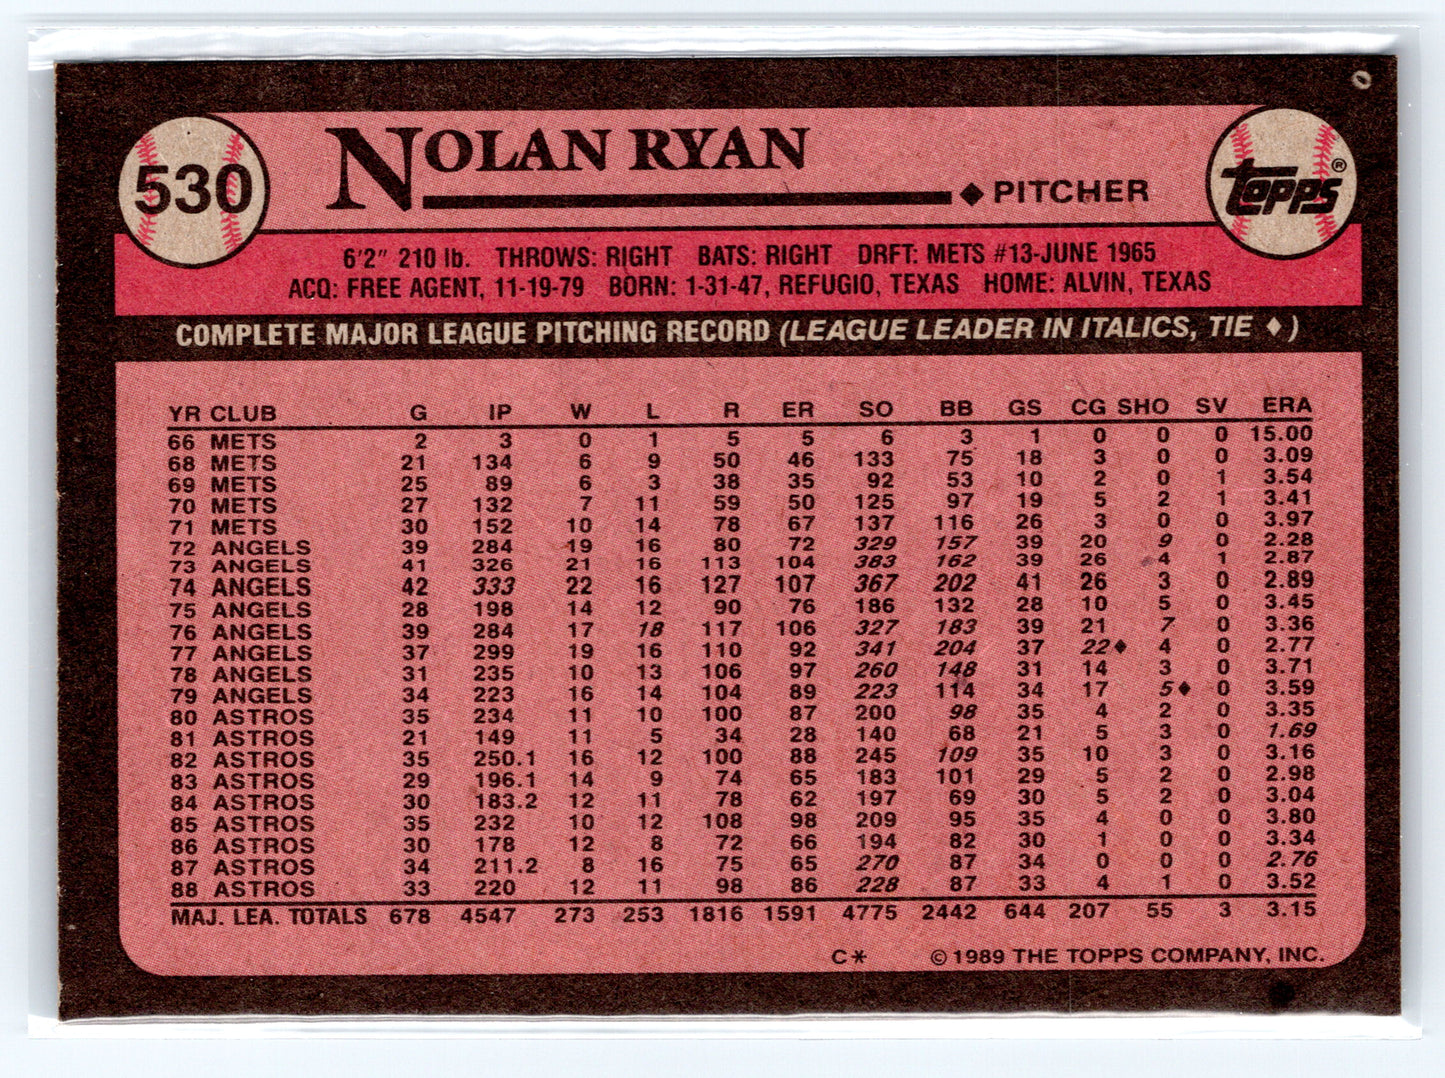 530
NOLAN RYAN
◆ PITCHER
topps®
6'2" 210 lb. THROWS: RIGHT BATS: RIGHT DRFT: METS #13-JUNE 1965
ACQ: FREE AGENT, 11-19-79 BORN: 1-31-47, REFUGIO, TEXAS HOME: ALVIN, TEXAS
COMPLETE MAJOR LEAGUE PITCHING RECORD (LEAGUE LEADER IN ITALICS, TIE ♦)
YR CLUB G IP W L R ER SO BB GS CG SHO SV ERA
66 METS 2 3 0 1 5 5 6 3 1 0 0 0 15.00
68 METS 21 134 6 9 50 46 133 75 18 3 0 0 3.09
69 METS 25 89 6 3 38 35 92 53 10 2 0 1 3.54
70 METS 27 132 7 11 59 50 125 97 19 5 2 1 3.41
71 METS 30 152 10 14 78 67 137 116 26 3 0 0 3.97
72 ANGELS 39 284 19 16 80 72 329 157 39 20 9 0 2.28
73 ANGELS 41 326 21 16 113 104 383 162 39 26 4 1 2.87
74 ANGELS 42 333 22 16 127 107 367 202 41 26 3 0 2.89
75 ANGELS 28 198 14 12 90 76 186 132 28 10 5 0 3.45
76 ANGELS 39 284 17 18 117 106 327 183 39 21 7 0 3.36
77 ANGELS 37 299 19 16 110 92 341 204 37 22♦ 4 0 2.77
78 ANGELS 31 235 10 13 106 97 260 148 31 14 3 0 3.71
79 ANGELS 34 223 16 14 104 89 223 114 34 17 5♦ 0 3.59
80 ASTROS 35 234 11 10 100 87 200 98 35 4 2 0 3.35
81 ASTROS 21 149 11 5 34 28 140 68 21 5 3 0 1.69
82 ASTROS 35 250.1 16 12 100 88 245 109 35 10 3 0 3.16
83 ASTROS 29 196.1 14 9 74 65 183 101 29 5 2 0 2.98
84 ASTROS 30 183.2 12 11 78 62 197 69 30 5 2 0 3.04
85 ASTROS 35 232 10 12 108 98 209 95 35 4 0 0 3.80
86 ASTROS 30 178 12 8 72 66 194 82 30 1 0 0 3.34
87 ASTROS 34 211.2 8 16 75 65 270 87 34 0 0 0 2.76
88 ASTROS 33 220 12 11 98 86 228 87 33 4 1 0 3.52
MAJ. LEA. TOTALS 678 4547 273 253 1816 1591 4775 2442 644 207 55 3 3.15
C* © 1989 THE TOPPS COMPANY, INC.